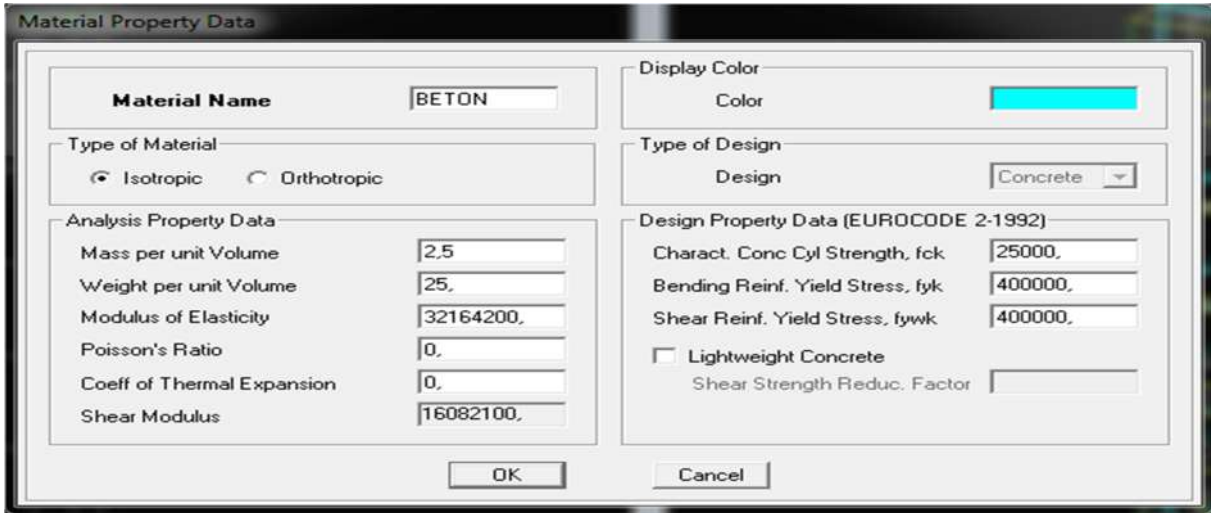 Material Property Data
Material Name BETON
Display Color
Color
Type of Material
Isotropic Orthotropic
Type of Design
Design Concrete
Analysis Property Data
Mass per unit Volume 2,5
Weight per unit Volume 25,
Modulus of Elasticity 32164200,
Poisson's Ratio 0,
Coeff of Thermal Expansion 0,
Shear Modulus 16082100,
Design Property Data (EUROCODE 2-1992)
Charact. Conc Cyl Strength, fck 25000,
Bending Reinf. Yield Stress, fyk 400000,
Shear Reinf. Yield Stress, fywk 400000,
Lightweight Concrete
Shear Strength Reduc. Factor
OK Cancel